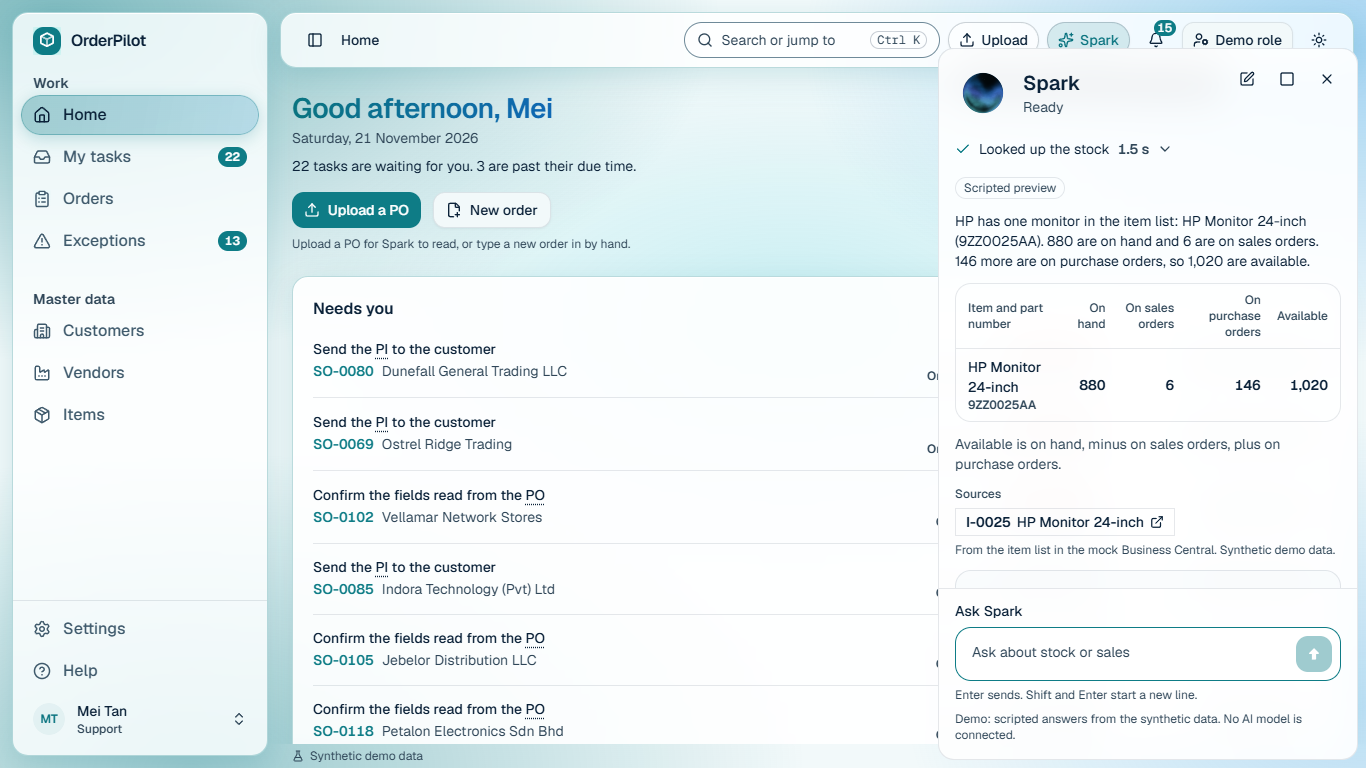 OrderPilot
Work
Home
My tasks
22
Orders
Exceptions
13
Master data
Customers
Vendors
Items
Settings
Help
MT
Mei Tan
Support
Home
Search or jump to
Ctrl K
Upload
Spark
15
Demo role
Good afternoon, Mei
Saturday, 21 November 2026
22 tasks are waiting for you. 3 are past their due time.
Upload a PO
New order
Upload a PO for Spark to read, or type a new order in by hand.
Needs you
Send the PI to the customer
SO-0080 Dunefall General Trading LLC
Send the PI to the customer
SO-0069 Ostrel Ridge Trading
Confirm the fields read from the PO
SO-0102 Vellamar Network Stores
Send the PI to the customer
SO-0085 Indora Technology (Pvt) Ltd
Confirm the fields read from the PO
SO-0105 Jebelor Distribution LLC
Confirm the fields read from the PO
SO-0118 Petalon Electronics Sdn Bhd
Synthetic demo data
Spark
Ready
Looked up the stock 1.5 s
Scripted preview
HP has one monitor in the item list: HP Monitor 24-inch
(9ZZ0025AA). 880 are on hand and 6 are on sales orders.
146 more are on purchase orders, so 1,020 are available.
Item and part number
On hand
On sales orders
On purchase orders
Available
HP Monitor 24-inch
9ZZ0025AA
880
6
146
1,020
Available is on hand, minus on sales orders, plus on
purchase orders.
Sources
I-0025 HP Monitor 24-inch
From the item list in the mock Business Central. Synthetic demo data.
Ask Spark
Ask about stock or sales
Enter sends. Shift and Enter start a new line.
Demo: scripted answers from the synthetic data. No AI model is
connected.